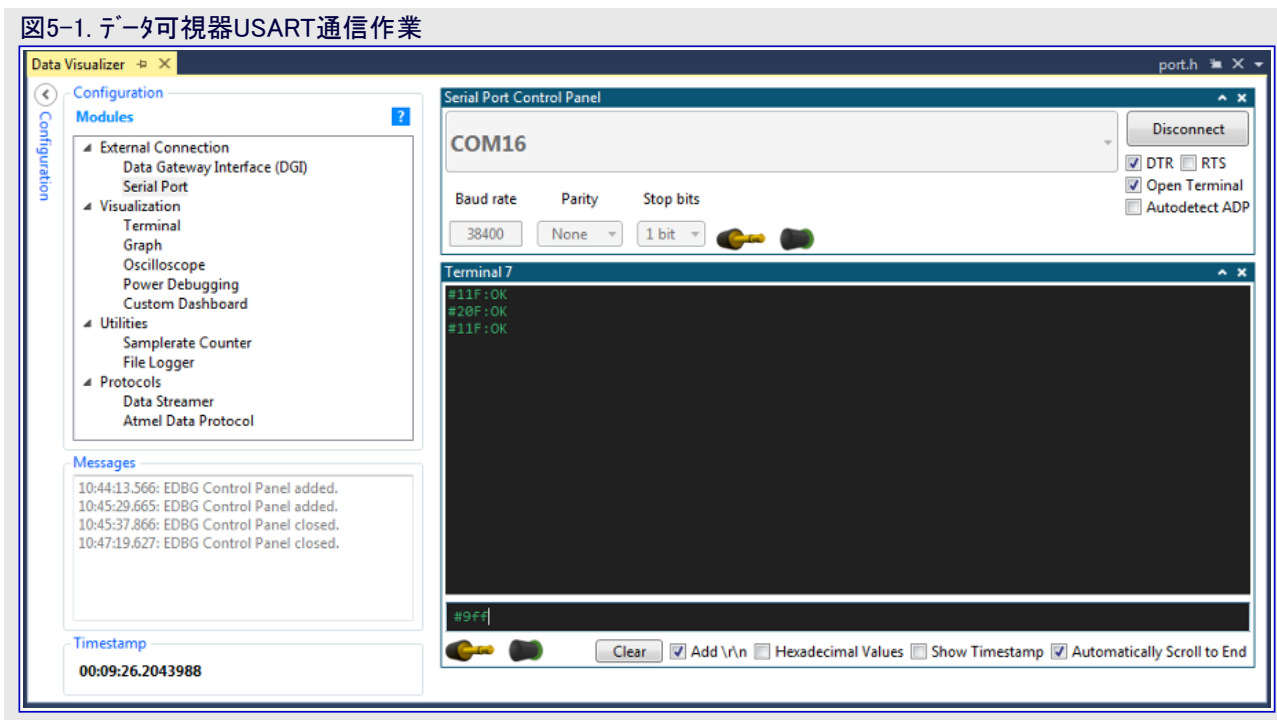 図5-1. データ可視器USART通信作業
Data Visualizer
port.h
Configuration
Configuration
Modules
?
External Connection
Data Gateway Interface (DGI)
Serial Port
Visualization
Terminal
Graph
Oscilloscope
Power Debugging
Custom Dashboard
Utilities
Samplerate Counter
File Logger
Protocols
Data Streamer
Atmel Data Protocol
Messages
10:44:13.566: EDBG Control Panel added.
10:45:29.665: EDBG Control Panel added.
10:45:37.866: EDBG Control Panel closed.
10:47:19.627: EDBG Control Panel closed.
Timestamp
00:09:26.2043988
Serial Port Control Panel
COM16
Disconnect
DTR RTS
Open Terminal
Autodetect ADP
Baud rate Parity Stop bits
38400 None 1 bit
Terminal 7
#11F:OK
#20F:OK
#11F:OK
#9ff
Clear Add \r\n Hexadecimal Values Show Timestamp Automatically Scroll to End